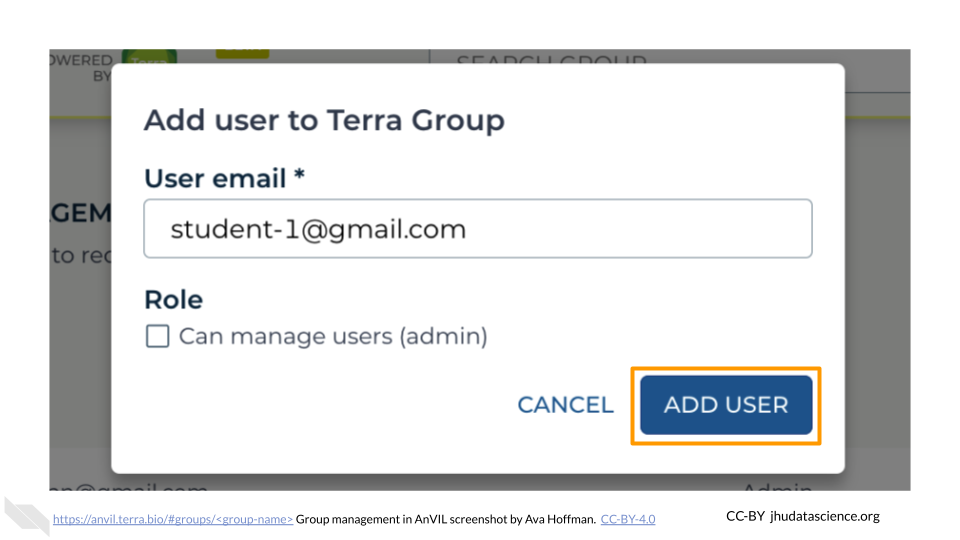 OWERED
BY
Terra
SEARCH GROUP
Add user to Terra Group
User email *
student-1@gmail.com
GEM
to rec
Role
Can manage users (admin)
CANCEL
ADD USER
@gmail.com
Admin
https://anvil.terra.bio/#groups/<group-name> Group management in AnVIL screenshot by Ava Hoffman. CC-BY-4.0
CC-BY jhudatascience.org